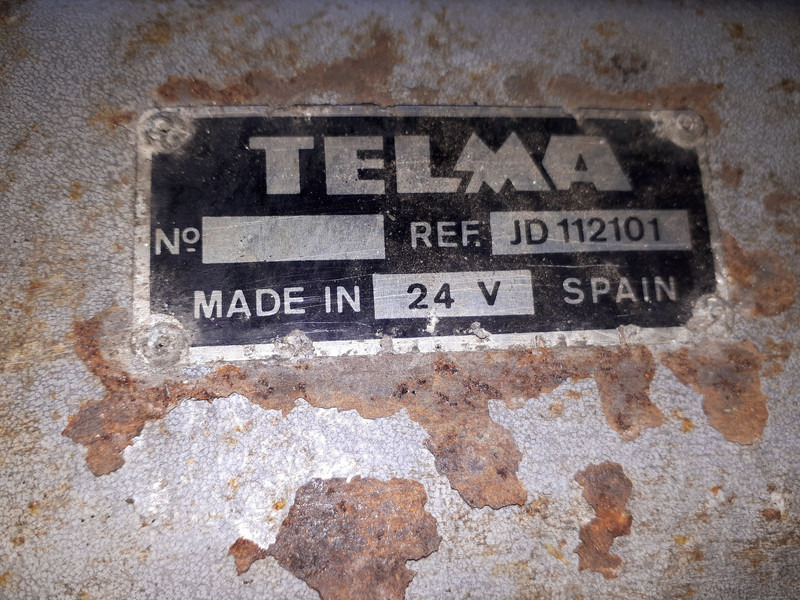 TELMA
Nº REF. JD 112101
MADE IN 24 V SPAIN